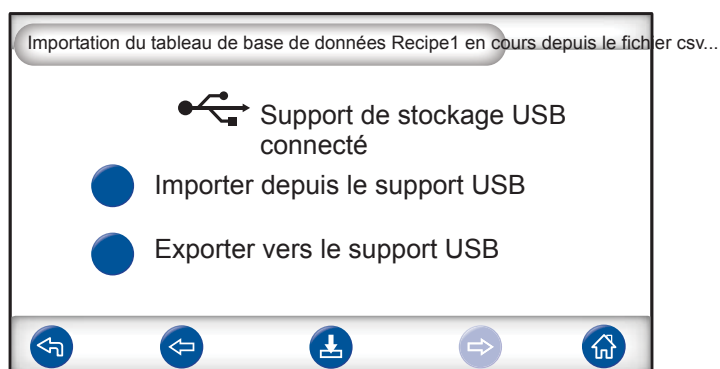 Importation du tableau de base de données Recipe1 en cours depuis le fichier csv...
Support de stockage USB
connecté
Importer depuis le support USB
Exporter vers le support USB